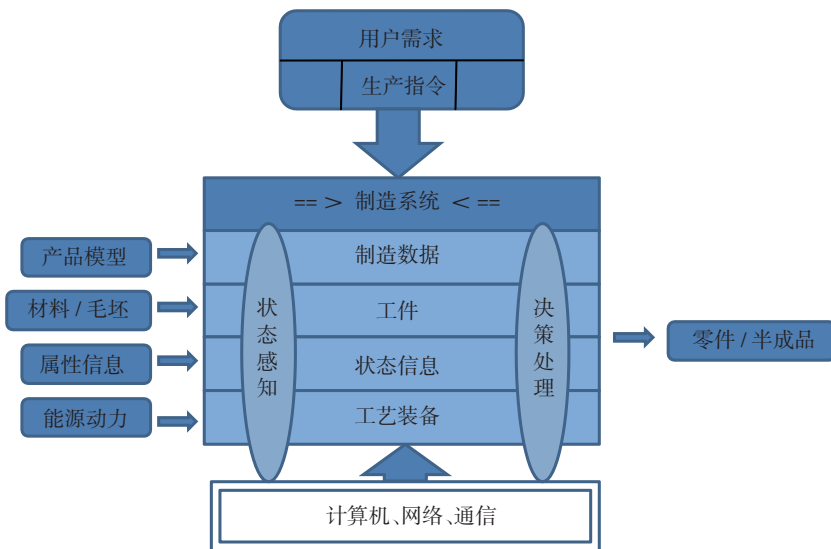 用户需求
生产指令
== > 制造系统 < ==
产品模型
材料 / 毛坯
属性信息
能源动力
状态感知
制造数据
工件
状态信息
工艺装备
决策处理
零件 / 半成品
计算机、网络、通信